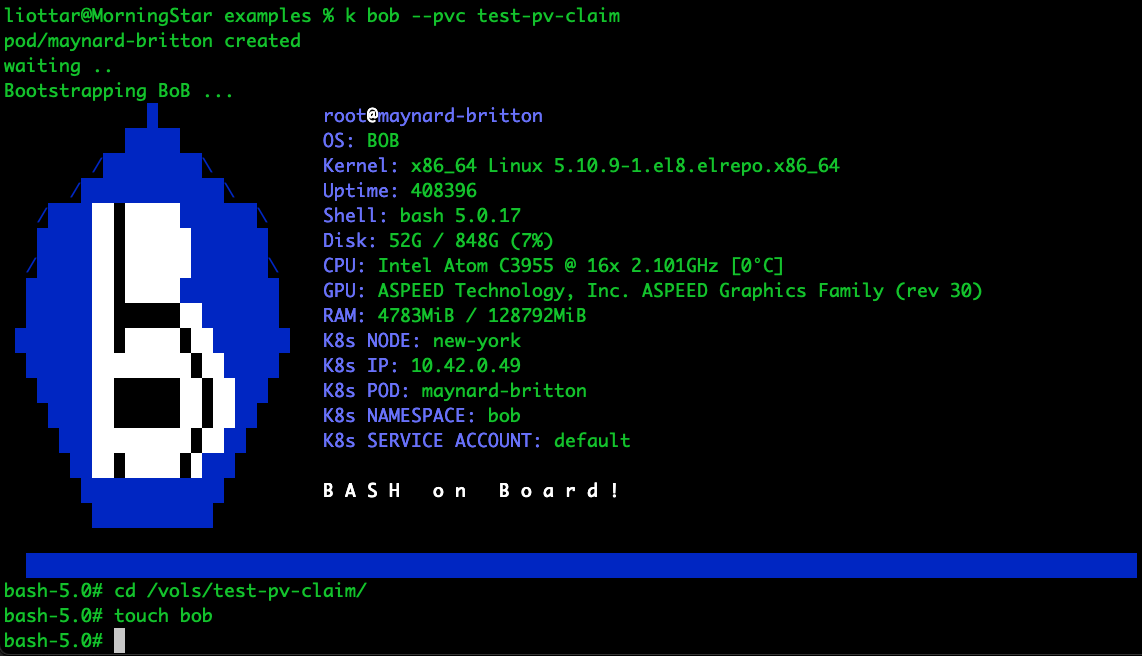 liottar@MorningStar examples % k bob --pvc test-pv-claim
pod/maynard-britton created
waiting ..
Bootstrapping BoB ...
root@maynard-britton
OS: BOB
Kernel: x86_64 Linux 5.10.9-1.el8.elrepo.x86_64
Uptime: 408396
Shell: bash 5.0.17
Disk: 52G / 848G (7%)
CPU: Intel Atom C3955 @ 16x 2.101GHz [0°C]
GPU: ASPEED Technology, Inc. ASPEED Graphics Family (rev 30)
RAM: 4783MiB / 128792MiB
K8s NODE: new-york
K8s IP: 10.42.0.49
K8s POD: maynard-britton
K8s NAMESPACE: bob
K8s SERVICE ACCOUNT: default
B A S H  o n  B o a r d !
bash-5.0# cd /vols/test-pv-claim/
bash-5.0# touch bob
bash-5.0#